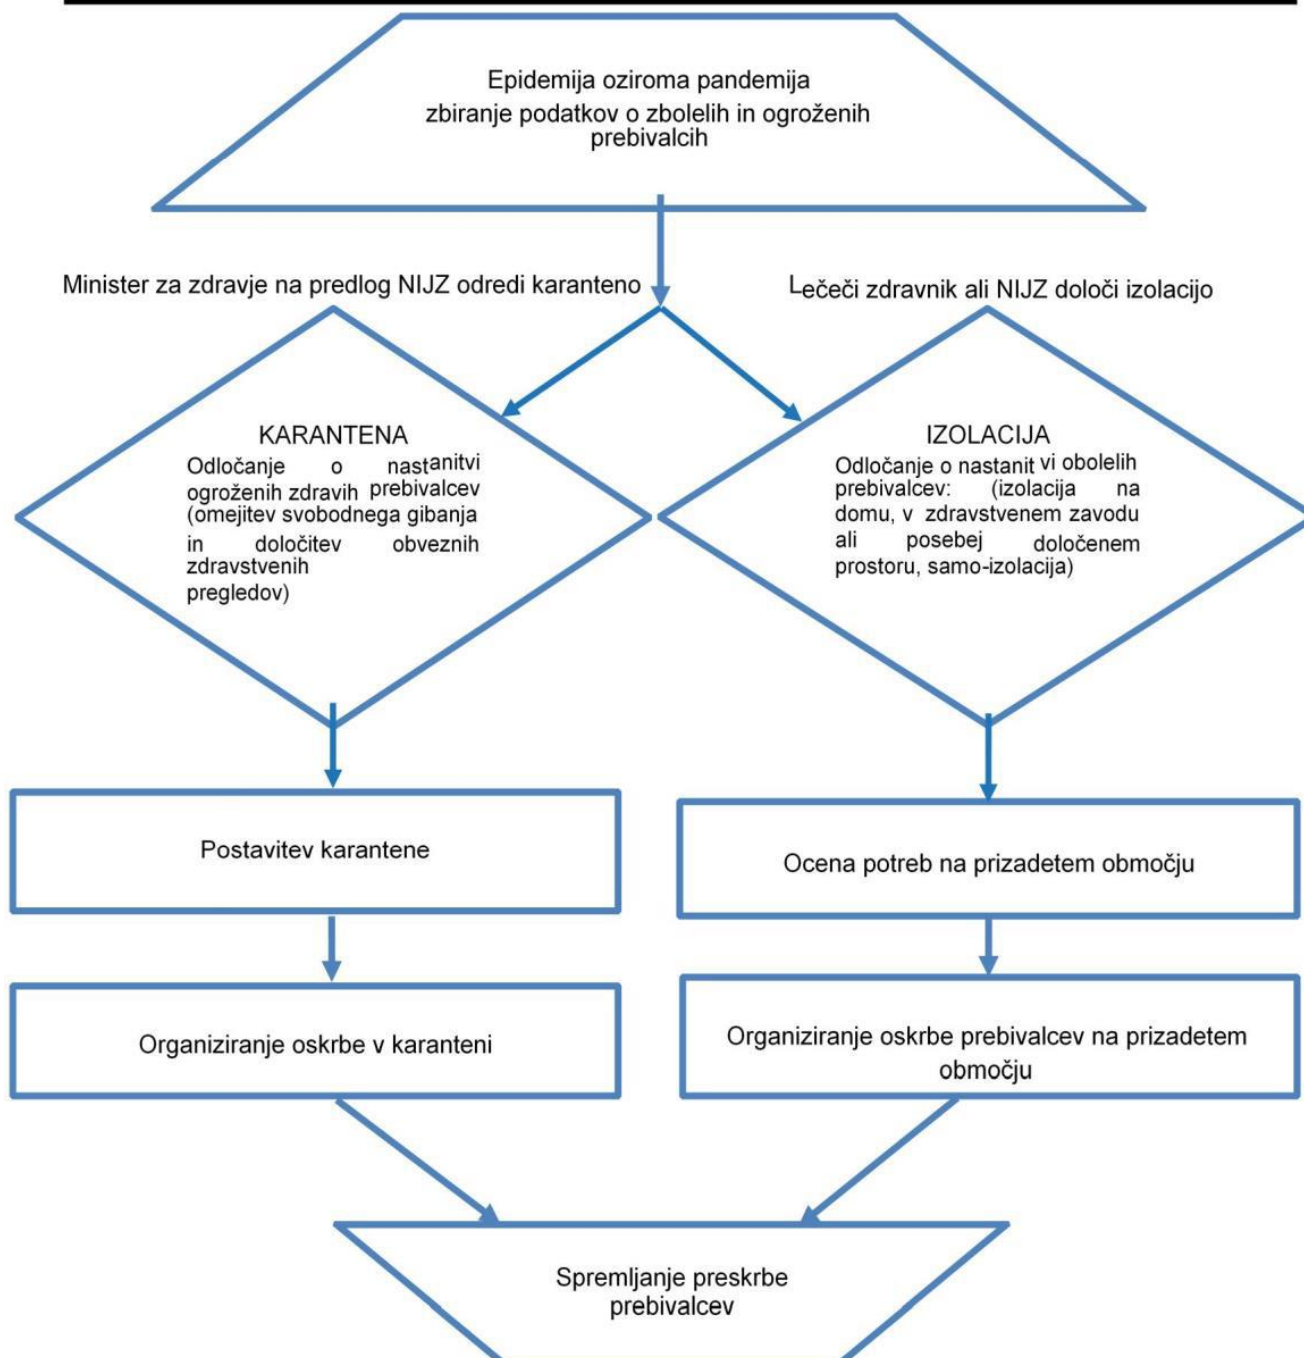 Epidemija oziroma pandemija
zbiranje podatkov o zbolelih in ogroženih
prebivalcih
Minister za zdravje na predlog NIJZ odredi karanteno
Lečeči zdravnik ali NIJZ določi izolacijo
KARANTENA
Odločanje o nastanitvi
ogroženih zdravih prebivalcev
(omejitev svobodnega gibanja
in določitev obveznih
zdravstvenih
pregledov)
IZOLACIJA
Odločanje o nastanit vi obolelih
prebivalcev: (izolacija na
domu, v zdravstvenem zavodu
ali posebej določenem
prostoru, samo-izolacija)
Postavitev karantene
Ocena potreb na prizadetem območju
Organiziranje oskrbe v karanteni
Organiziranje oskrbe prebivalcev na prizadetem
območju
Spremljanje preskrbe
prebivalcev